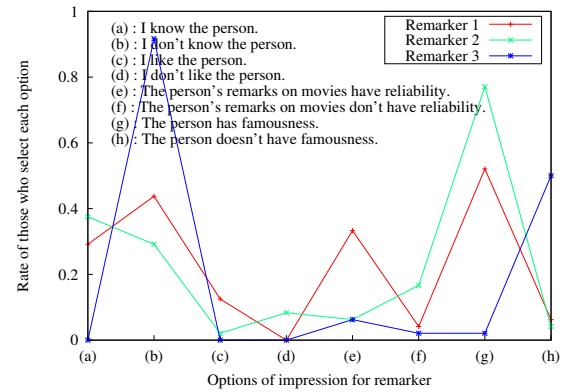 Rate of those who select each option
1
0.8
0.6
0.4
0.2
0
(a) : I know the person.
(b) : I don't know the person.
(c) : I like the person.
(d) : I don't like the person.
(e) : The person's remarks on movies have reliability.
(f) : The person's remarks on movies don't have reliability.
(g) : The person has famousness.
(h) : The person doesn't have famousness.
Remarker 1
Remarker 2
Remarker 3
(a) (b) (c) (d) (e) (f) (g) (h)
Options of impression for remarker